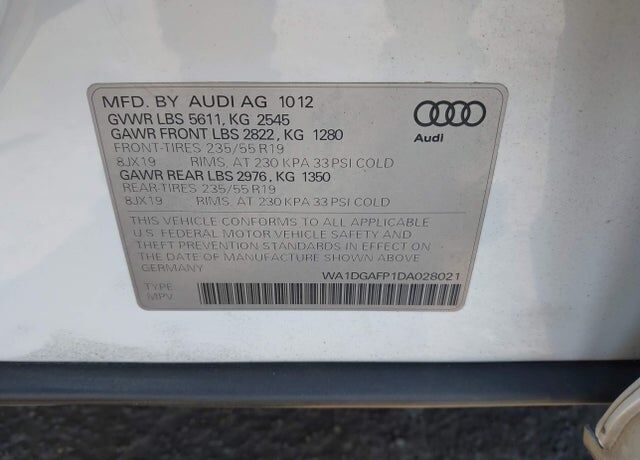 MFD. BY AUDI AG 10 12
GVWR LBS 5611, KG 2545
GAWR FRONT LBS 2822, KG 1280
FRONT-TIRES 235/55 R19
8JX19 RIMS, AT 230 KPA 33 PSI COLD
GAWR REAR LBS 2976, KG 1350
REAR-TIRES 235/55 R19
8JX19 RIMS, AT 230 KPA 33 PSI COLD
Audi
THIS VEHICLE CONFORMS TO ALL APPLICABLE
U.S. FEDERAL MOTOR VEHICLE SAFETY AND
THEFT PREVENTION STANDARDS IN EFFECT ON
THE DATE OF MANUFACTURE SHOWN ABOVE
GERMANY
WA1DGAFP1DA028021
TYPE
MPV